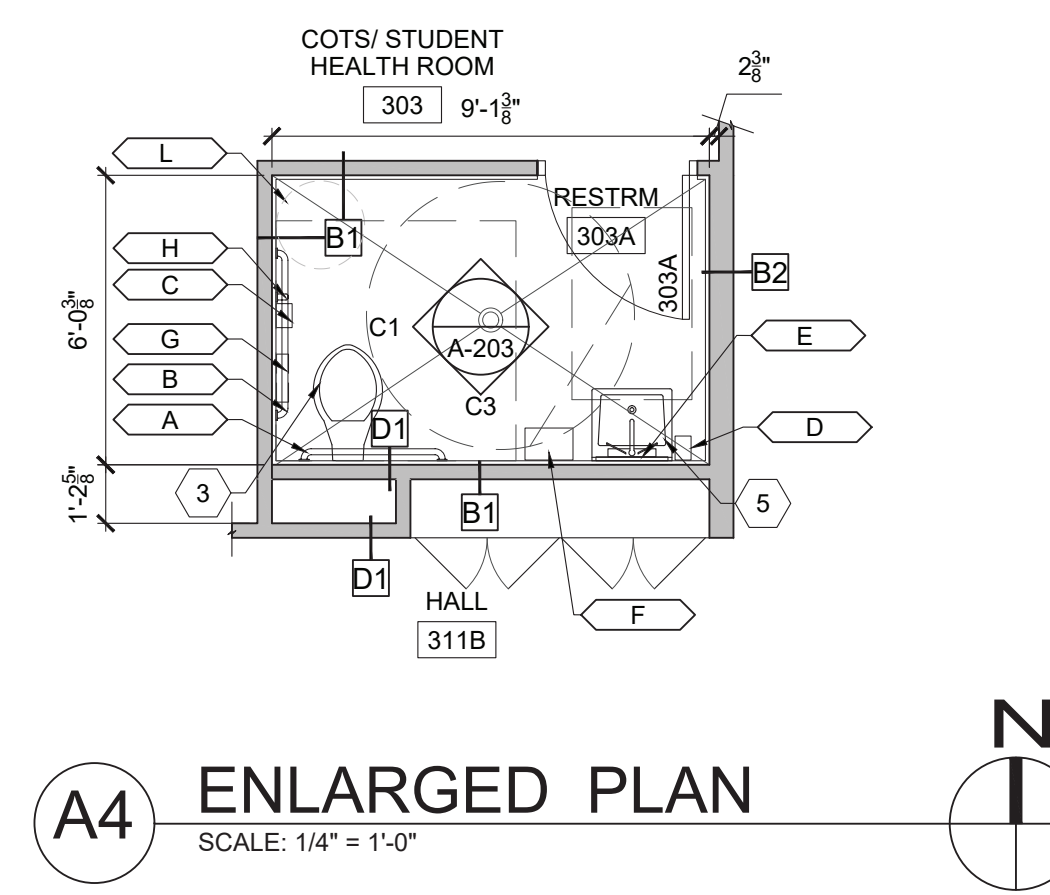 COTS/ STUDENT
HEALTH ROOM
303
9'-1 3/8"
2 3/8"
L
RESTRM
303A
B1
H
303A
B2
C
6'-0 3/8"
C1
E
G
A-203
B
C3
A
D1
D
3
1'-2 5/8"
B1
5
D1
HALL
F
311B
N
A4
ENLARGED PLAN
SCALE: 1/4" = 1'-0"